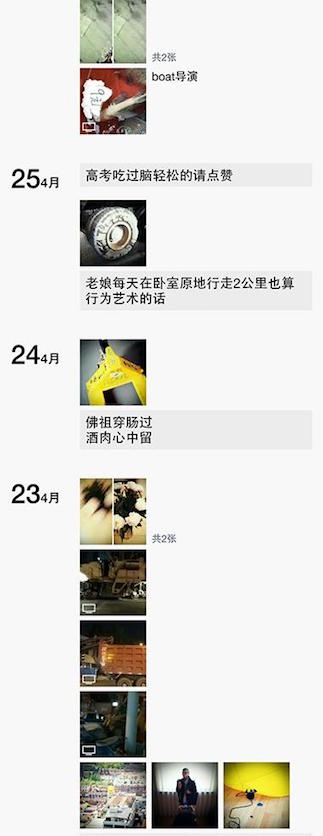 共2张
boat导演
25 4月
高考吃过脑轻松的请点赞
老娘每天在卧室原地行走2公里也算
行为艺术的话
24 4月
佛祖穿肠过
酒肉心中留
23 4月
共2张